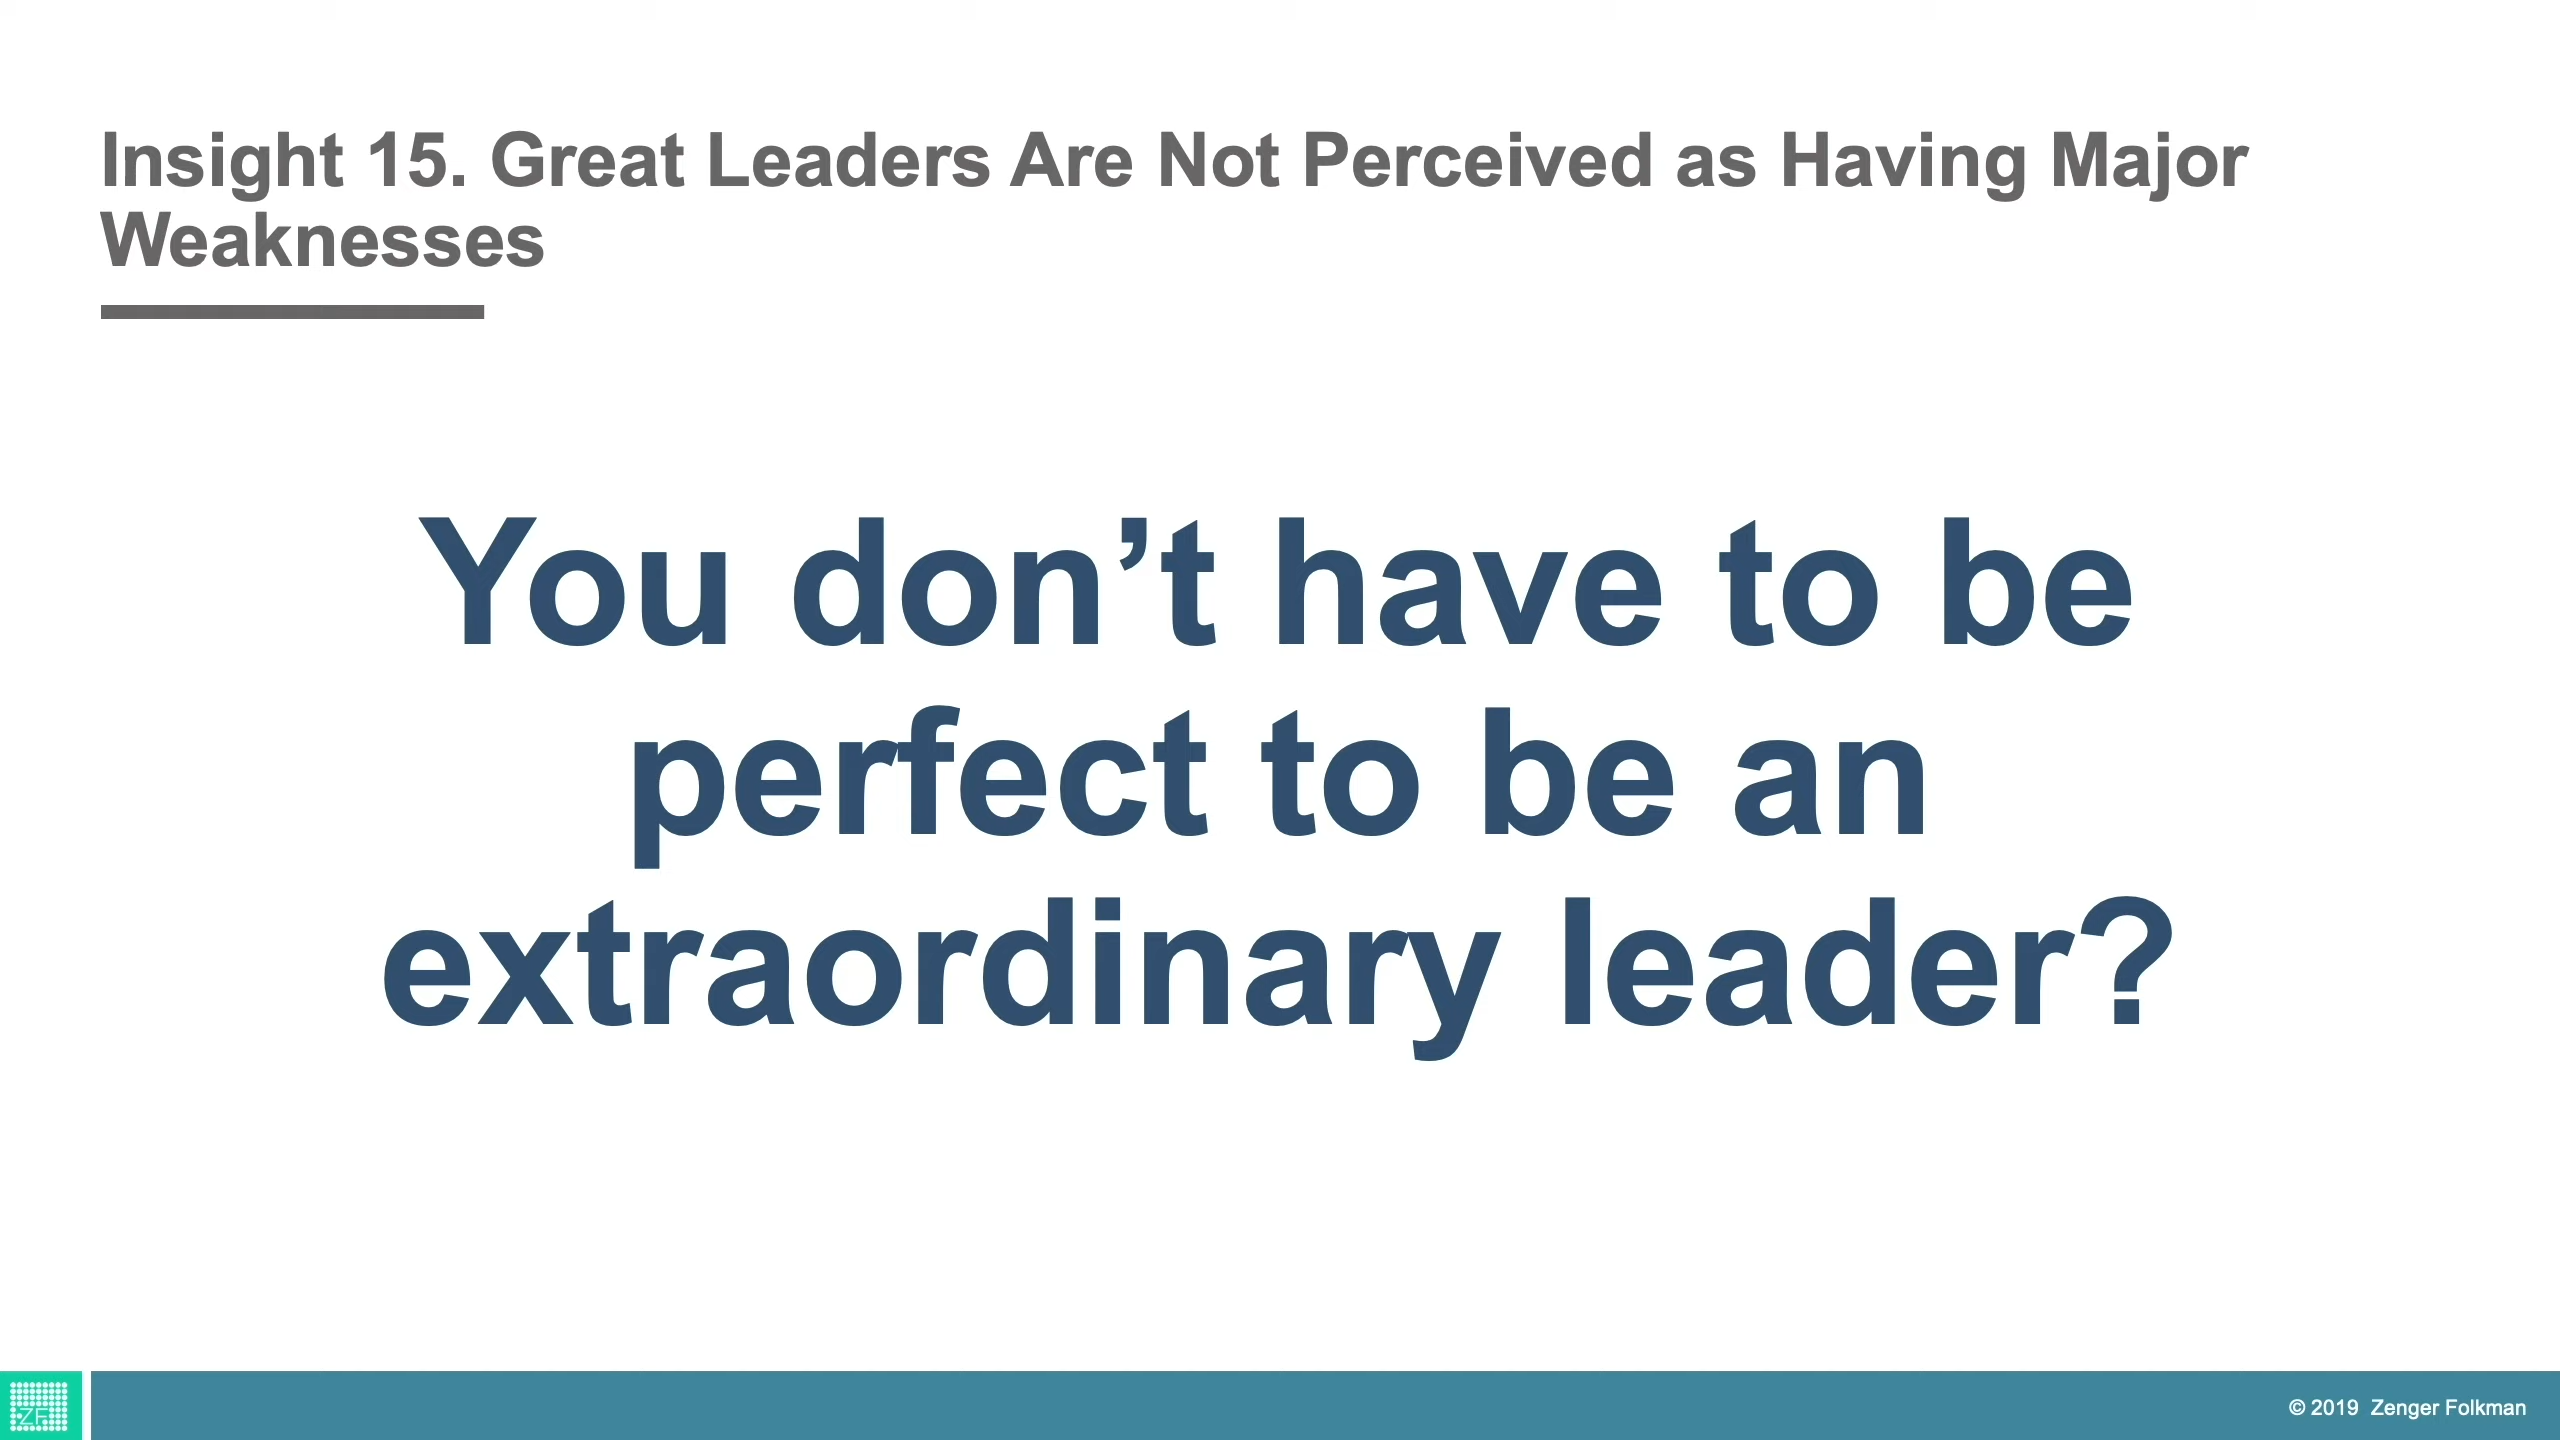 Insight 15. Great Leaders Are Not Perceived as Having Major
Weaknesses
You don’t have to be
perfect to be an
extraordinary leader?
ZF
© 2019 Zenger Folkman